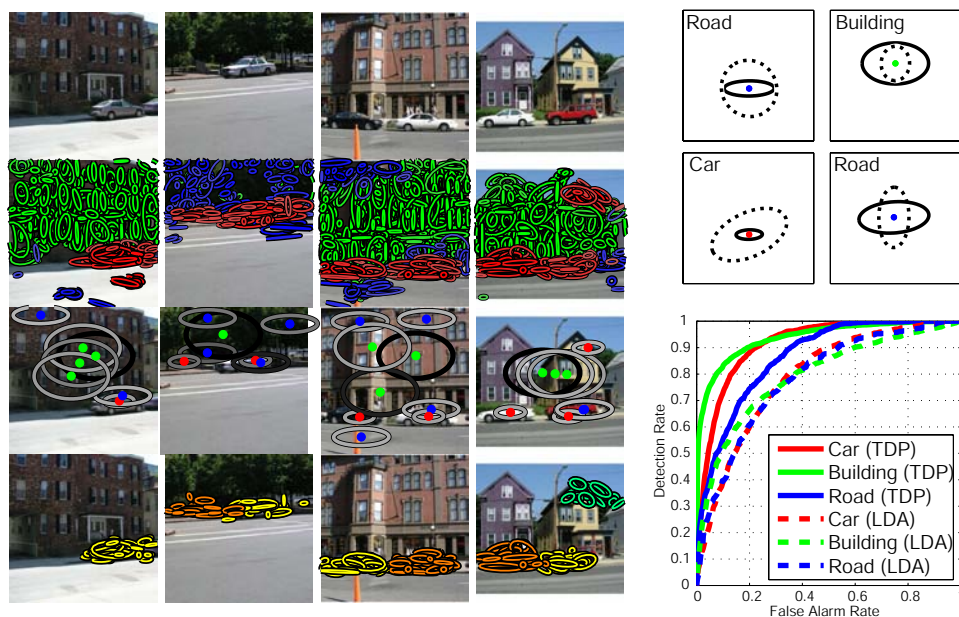 Road
Building
Car
Road
1
0.9
0.8
0.7
0.6
0.5
0.4
0.3
0.2
0.1
0
Detection Rate
Car (TDP)
Building (TDP)
Road (TDP)
Car (LDA)
Building (LDA)
Road (LDA)
0 0.2 0.4 0.6 0.8 1
False Alarm Rate